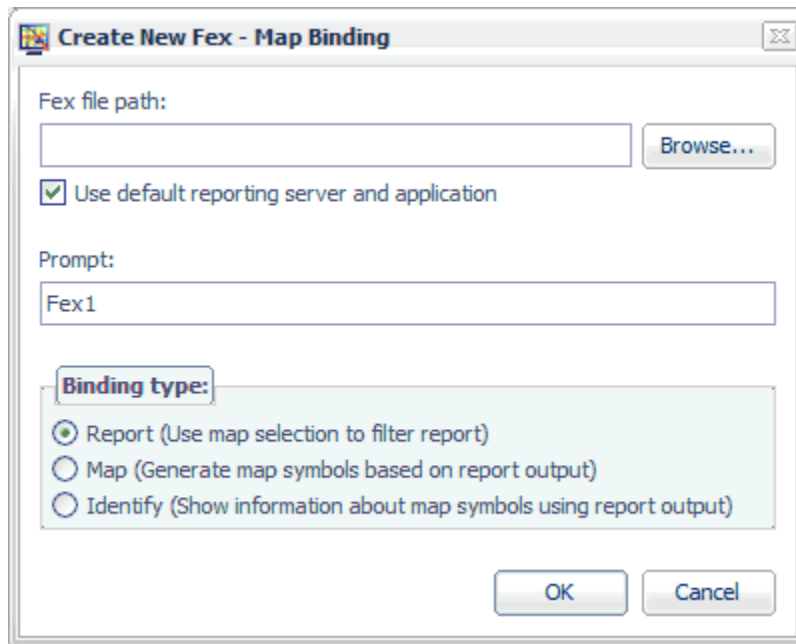 Create New Fex - Map Binding
Fex file path:
Browse...
Use default reporting server and application
Prompt:
Fex1
Binding type:
Report (Use map selection to filter report)
Map (Generate map symbols based on report output)
Identify (Show information about map symbols using report output)
OK Cancel